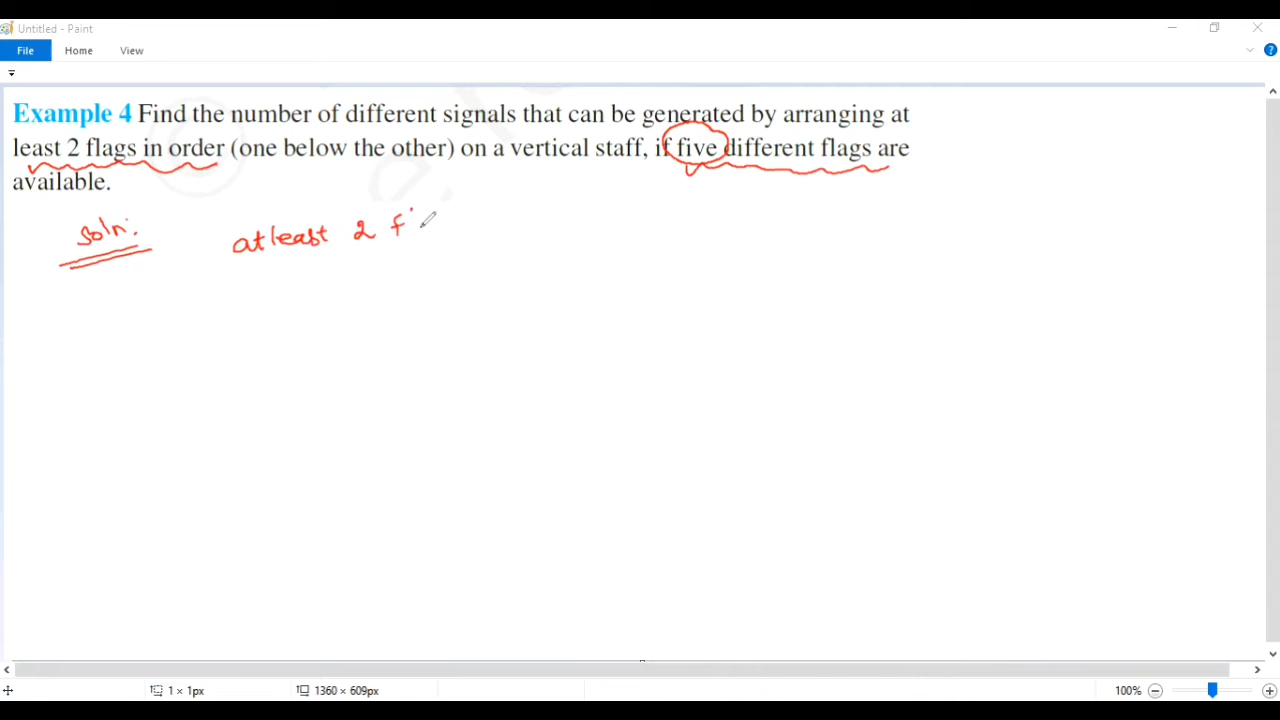 Untitled - Paint
File Home View
Example 4 Find the number of different signals that can be generated by arranging at
least 2 flags in order (one below the other) on a vertical staff, if five different flags are
available.
Soln:
atleast 2 f
1 × 1px
1360 × 609px
100%